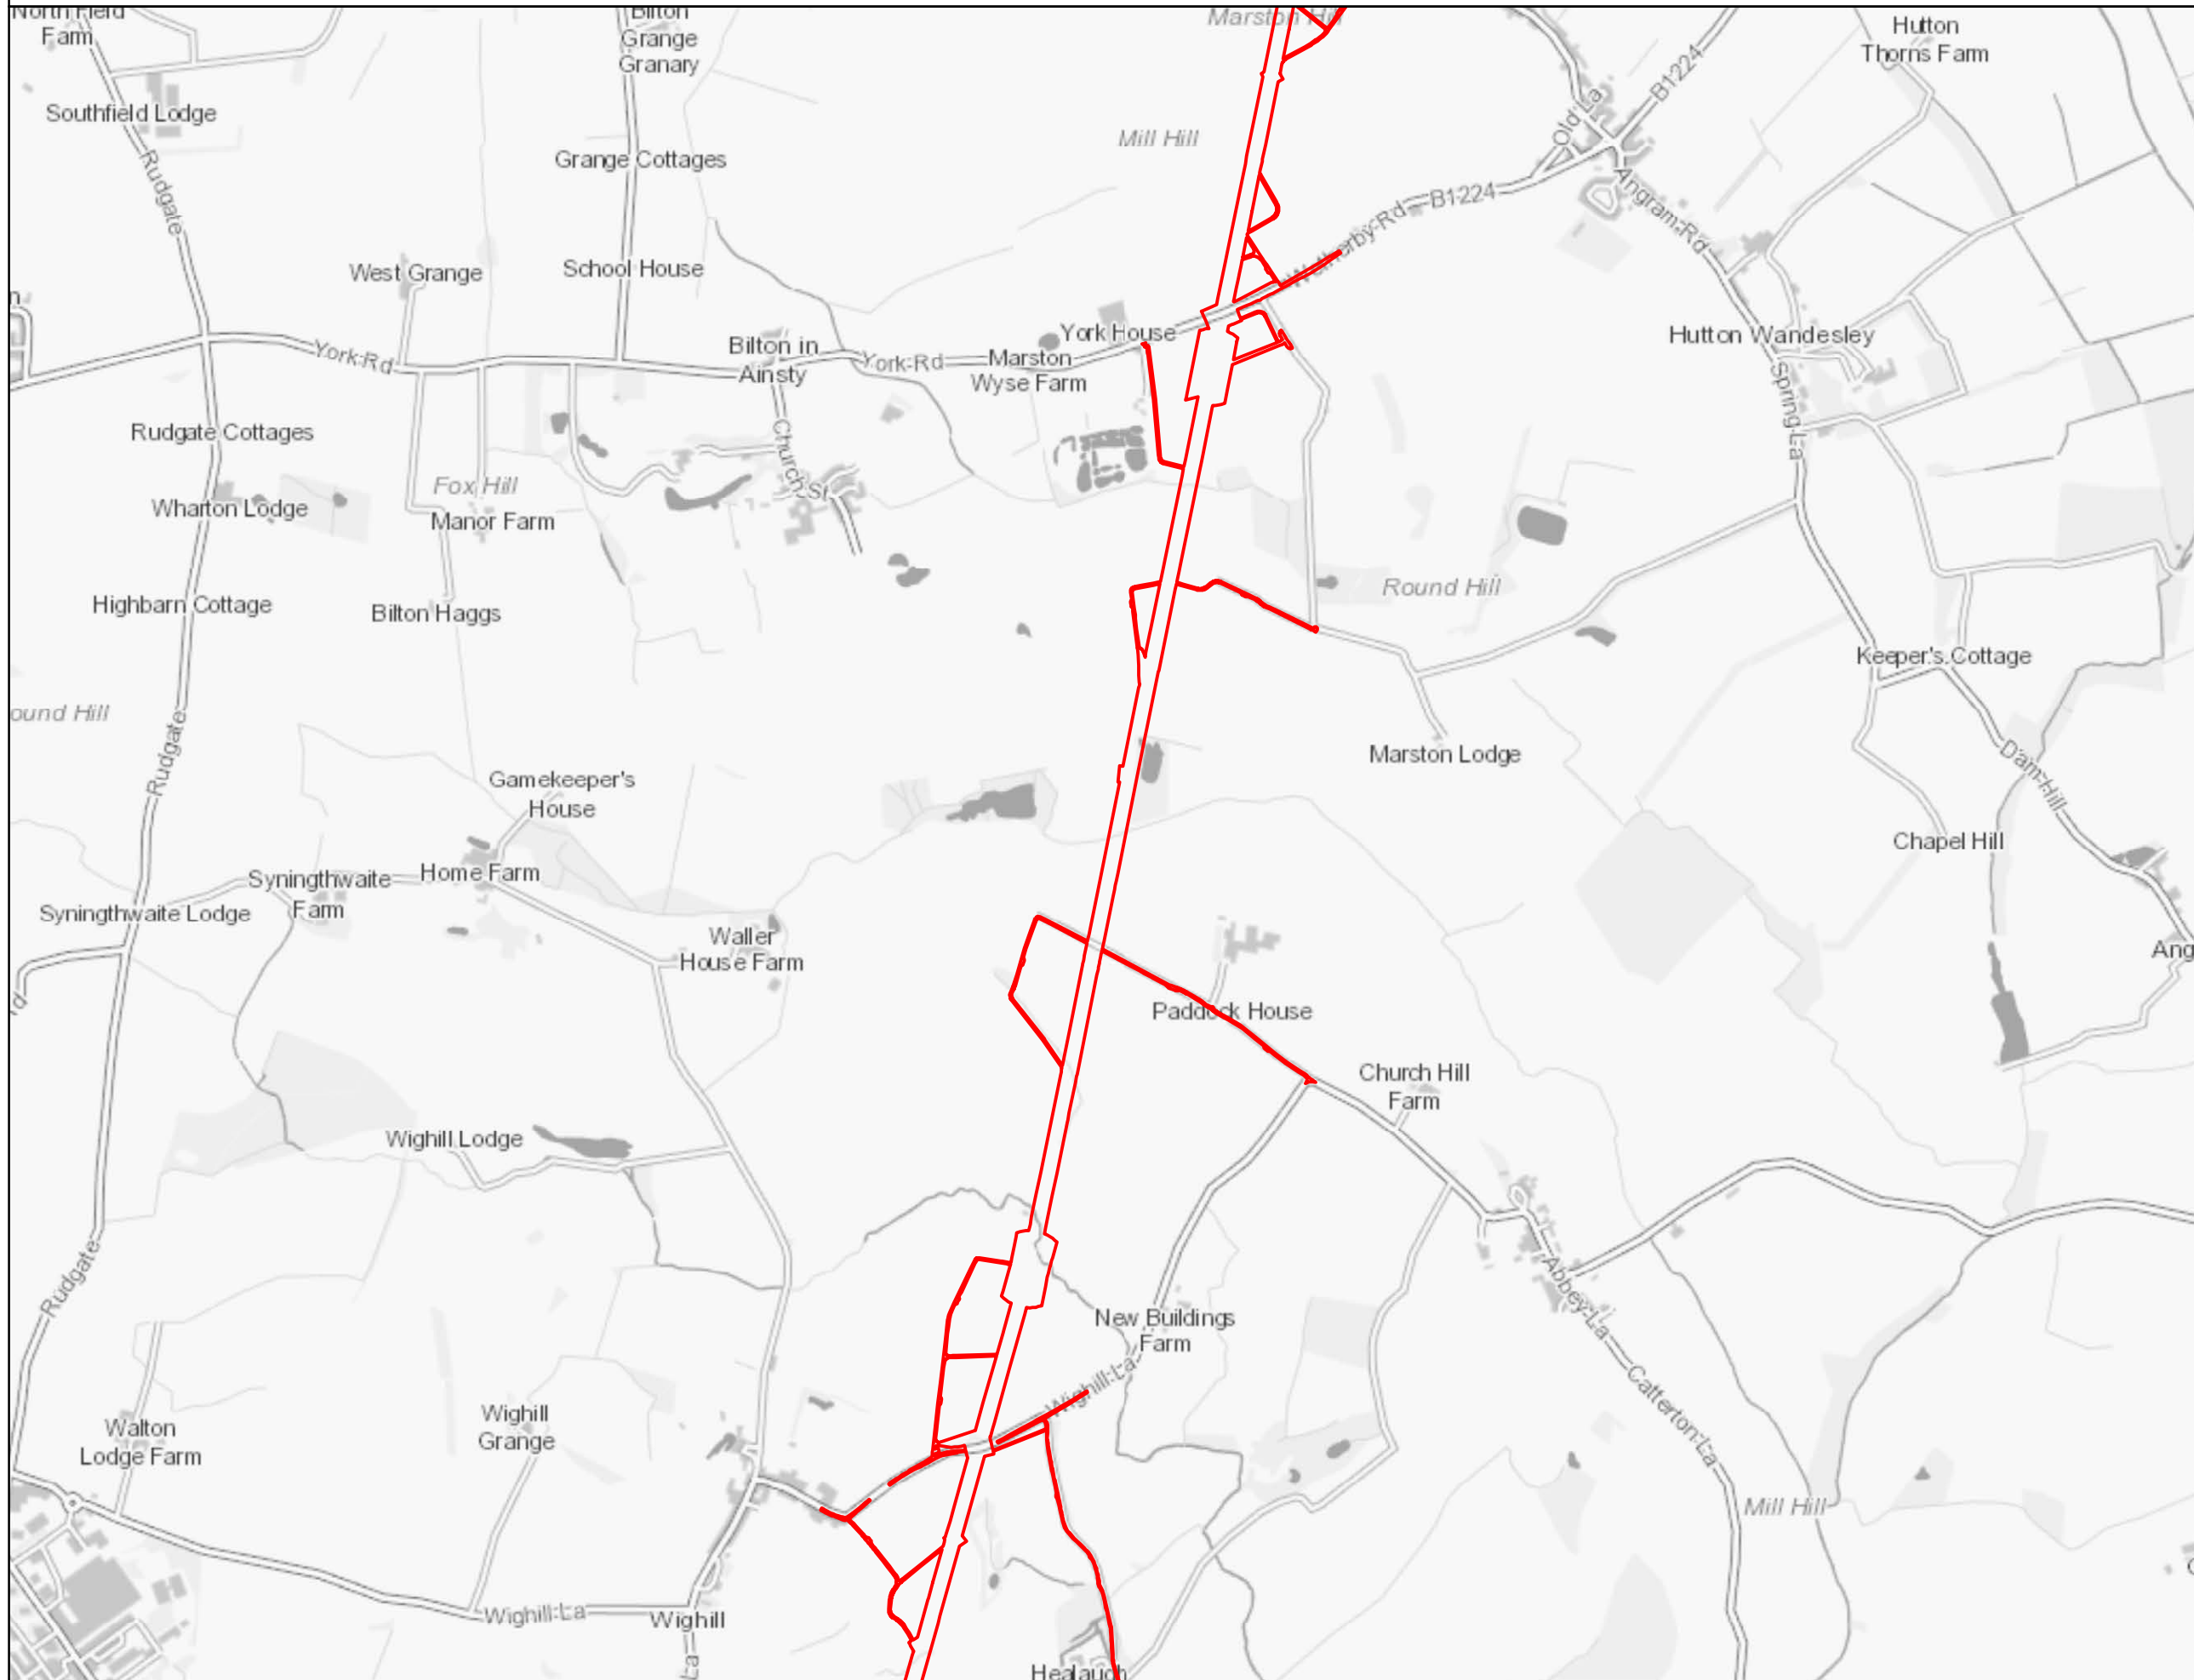 North Field
Farm
Bilton
Grange
Granary
Marston Hill
Hutton
Thorns Farm
B1224
Southfield Lodge
Old La
Mill Hill
Grange Cottages
Rudgate
Angram Rd
B1224
Wetherby Rd
West Grange
School House
York House
Hutton Wandesley
York Rd
Bilton in
Ainsty
York Rd
Marston
Wyse Farm
Spring La
Rudgate Cottages
Church St
Fox Hill
Wharton Lodge
Manor Farm
Round Hill
Highbarn Cottage
Bilton Haggs
Keeper's Cottage
ound Hill
Rudgate
Marston Lodge
Dam Hill
Gamekeeper's
House
Chapel Hill
Home Farm
Syningthwaite
Farm
Syningthwaite Lodge
Waller
House Farm
Ang
Paddock House
Church Hill
Farm
Wighill Lodge
Rudgate
Abbey La
New Buildings
Farm
Wighill La
Catterton La
Walton
Lodge Farm
Wighill
Grange
Mill Hill
Wighill La
Wighill
La
Healaugh